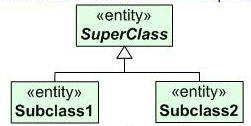 «entity»
SuperClass
«entity»
Subclass1
«entity»
Subclass2